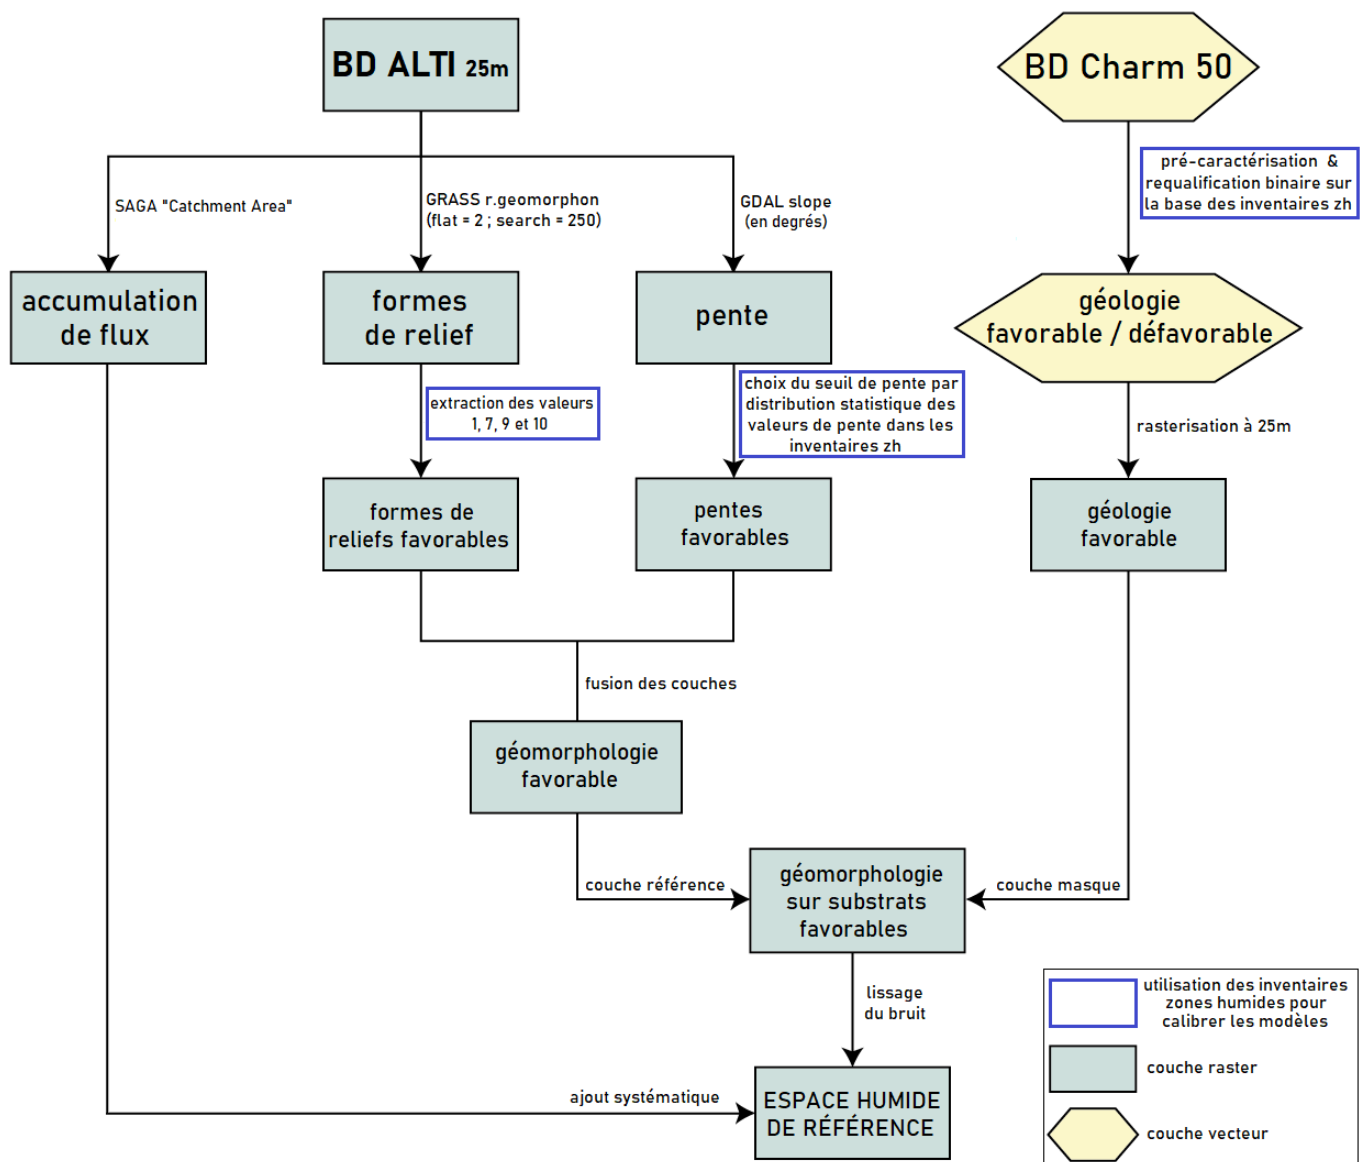 BD ALTI 25m
BD Charm 50
pré-caractérisation &
requalification binaire sur
la base des inventaires zh
SAGA "Catchment Area"
GRASS r.geomorphon
(flat = 2 ; search = 250)
GDAL slope
(en degrés)
accumulation
de flux
formes
de relief
pente
géologie
favorable / défavorable
extraction des valeurs
1, 7, 9 et 10
choix du seuil de pente par
distribution statistique des
valeurs de pente dans les
inventaires zh
rasterisation à 25m
formes de
reliefs favorables
pentes
favorables
géologie
favorable
fusion des couches
géomorphologie
favorable
couche référence
géomorphologie
sur substrats
favorables
couche masque
lissage
du bruit
ajout systématique
ESPACE HUMIDE
DE RÉFÉRENCE
utilisation des inventaires
zones humides pour
calibrer les modèles
couche raster
couche vecteur